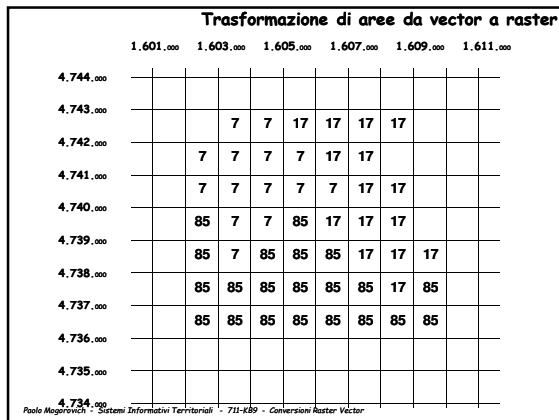 Trasformazione di aree da vector a raster
1.601.000 1.603.000 1.605.000 1.607.000 1.609.000 1.611.000
4.744.000
4.743.000
7 7 17 17 17 17
4.742.000
7 7 7 7 17 17
4.741.000
7 7 7 7 7 17 17
4.740.000
85 7 7 85 17 17 17
4.739.000
85 7 85 85 85 17 17 17
4.738.000
85 85 85 85 85 85 17 85
4.737.000
85 85 85 85 85 85 85 85
4.736.000
4.735.000
4.734.000
Paolo Mogorovich - Sistemi Informativi Territoriali - 711-KB9 - Conversioni Raster Vector